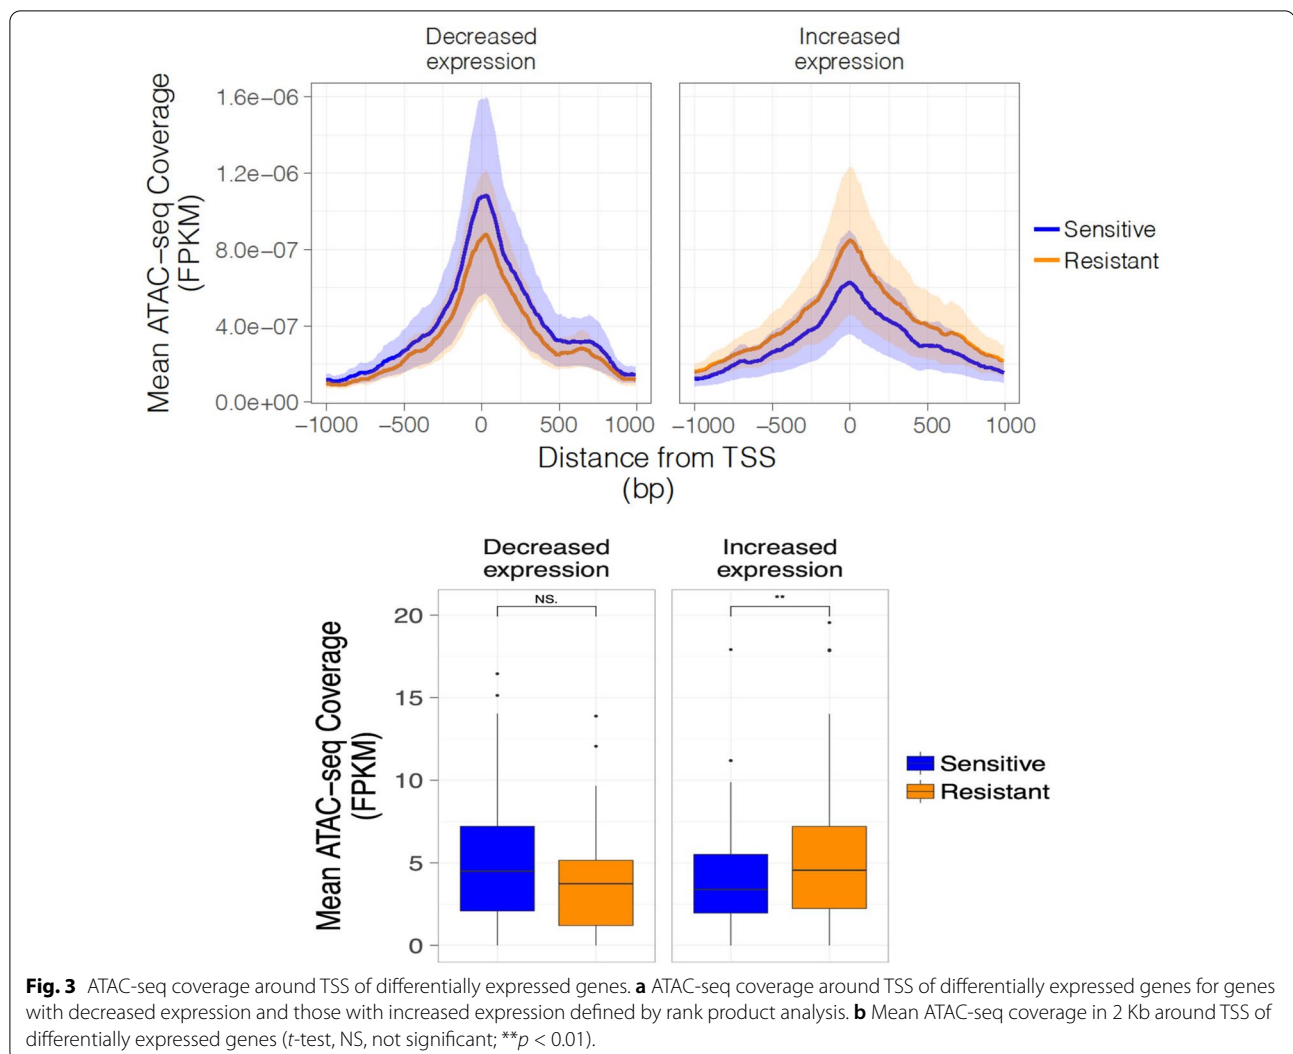 Decreased expression
Increased expression
Mean ATAC−seq Coverage
(FPKM)
1.6e−06
1.2e−06
8.0e−07
4.0e−07
0.0e+00
−1000 −500 0 500 1000
−1000 −500 0 500 1000
Distance from TSS
(bp)
Sensitive
Resistant
Decreased expression
Increased expression
Mean ATAC−seq Coverage
(FPKM)
NS.
**
20
15
10
5
0
Sensitive
Resistant
Fig. 3 ATAC-seq coverage around TSS of differentially expressed genes. a ATAC-seq coverage around TSS of differentially expressed genes for genes
with decreased expression and those with increased expression defined by rank product analysis. b Mean ATAC-seq coverage in 2 Kb around TSS of
differentially expressed genes (t-test, NS, not significant; **p < 0.01).